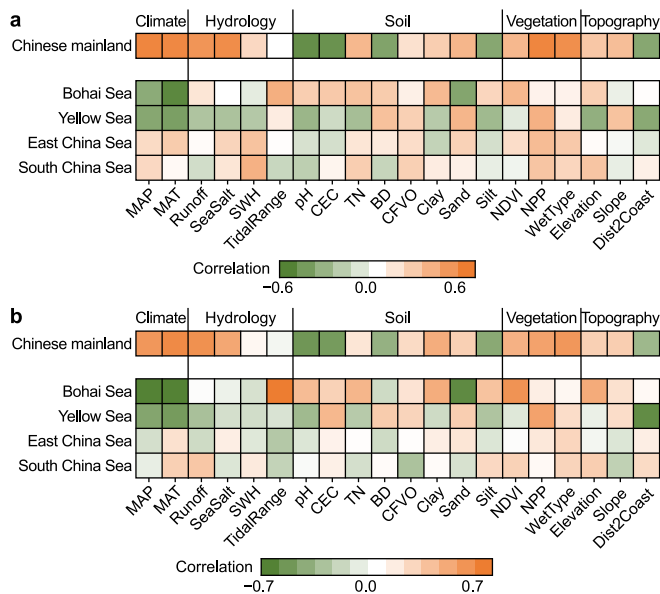 a
Climate Hydrology Soil Vegetation Topography
Chinese mainland
Bohai Sea
Yellow Sea
East China Sea
South China Sea
MAP MAT Runoff SeaSalt SWH TidalRange pH CEC TN BD CFVO Clay Sand Silt NDVI NPP WetType Elevation Slope Dist2Coast
Correlation
−0.6 0.0 0.6
b
Climate Hydrology Soil Vegetation Topography
Chinese mainland
Bohai Sea
Yellow Sea
East China Sea
South China Sea
MAP MAT Runoff SeaSalt SWH TidalRange pH CEC TN BD CFVO Clay Sand Silt NDVI NPP WetType Elevation Slope Dist2Coast
Correlation
−0.7 0.0 0.7